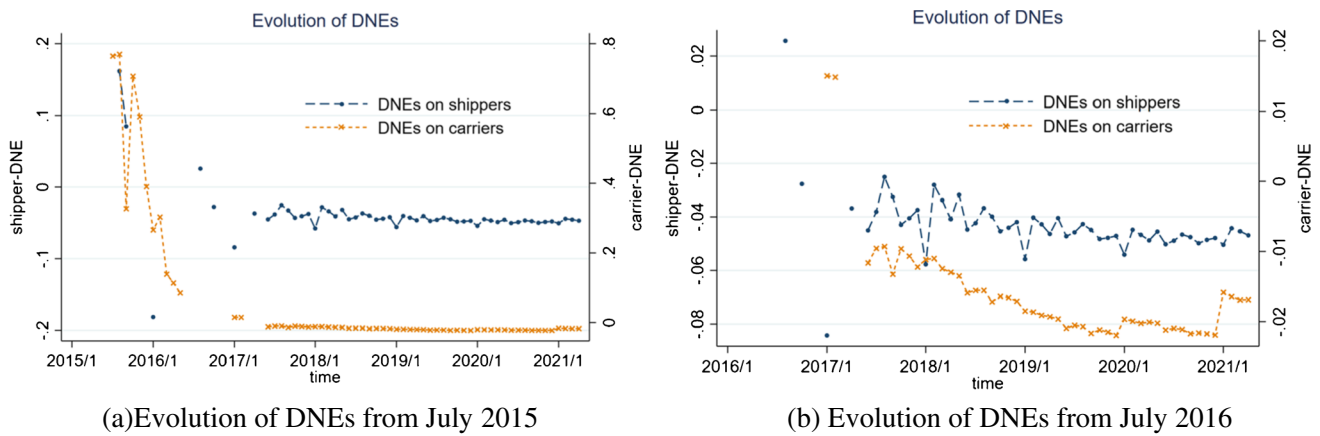 Evolution of DNEs
.2
.1
0
-.1
-.2
shipper-DNE
.8
.6
.4
.2
0
carrier-DNE
DNEs on shippers
DNEs on carriers
2015/1 2016/1 2017/1 2018/1 2019/1 2020/1 2021/1
time
(a)Evolution of DNEs from July 2015
Evolution of DNEs
.02
0
-.02
-.04
-.06
-.08
shipper-DNE
.02
.01
0
-.01
-.02
carrier-DNE
DNEs on shippers
DNEs on carriers
2016/1 2017/1 2018/1 2019/1 2020/1 2021/1
time
(b) Evolution of DNEs from July 2016